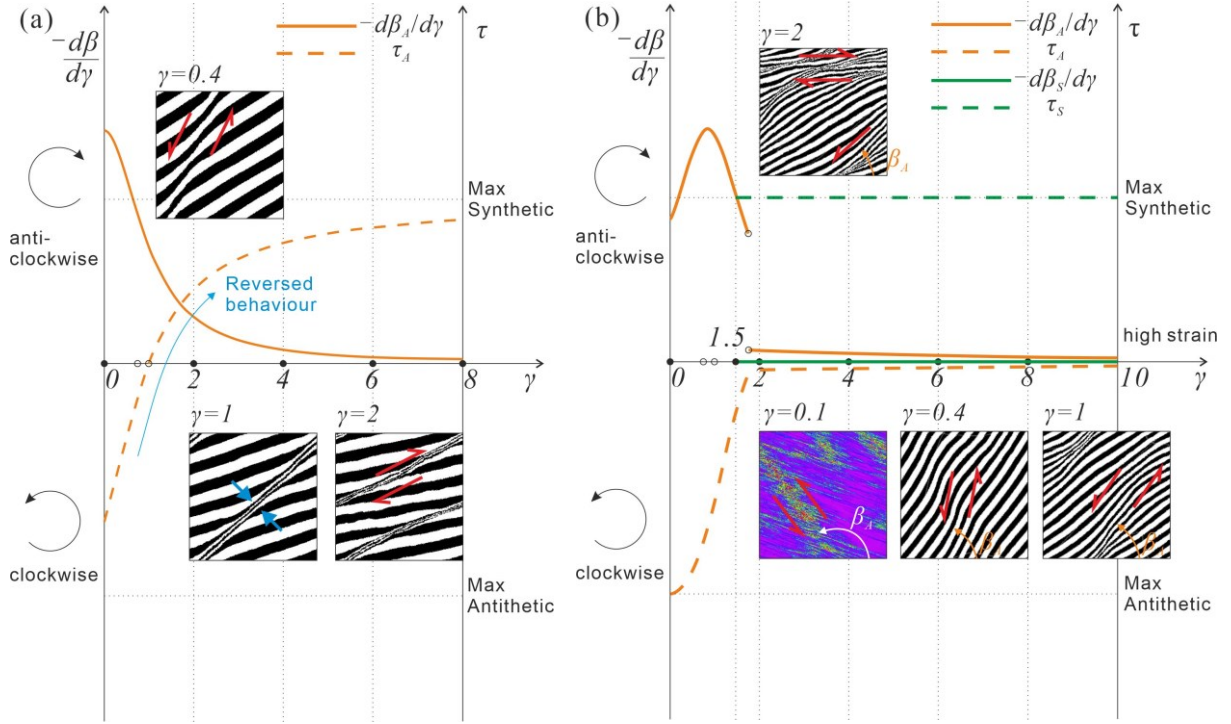 (a)
−dβ
dγ
−dβ_A/dγ
τ_A
τ
γ=0.4
Max
Synthetic
anti-
clockwise
Reversed
behaviour
0
2
4
6
8
γ
γ=1
γ=2
clockwise
Max
Antithetic
(b)
−dβ
dγ
−dβ_A/dγ
τ_A
−dβ_S/dγ
τ_S
τ
γ=2
β_A
Max
Synthetic
anti-
clockwise
1.5
high strain
0
2
4
6
8
10
γ
γ=0.1
γ=0.4
γ=1
β_A
β_A
β_A
clockwise
Max
Antithetic